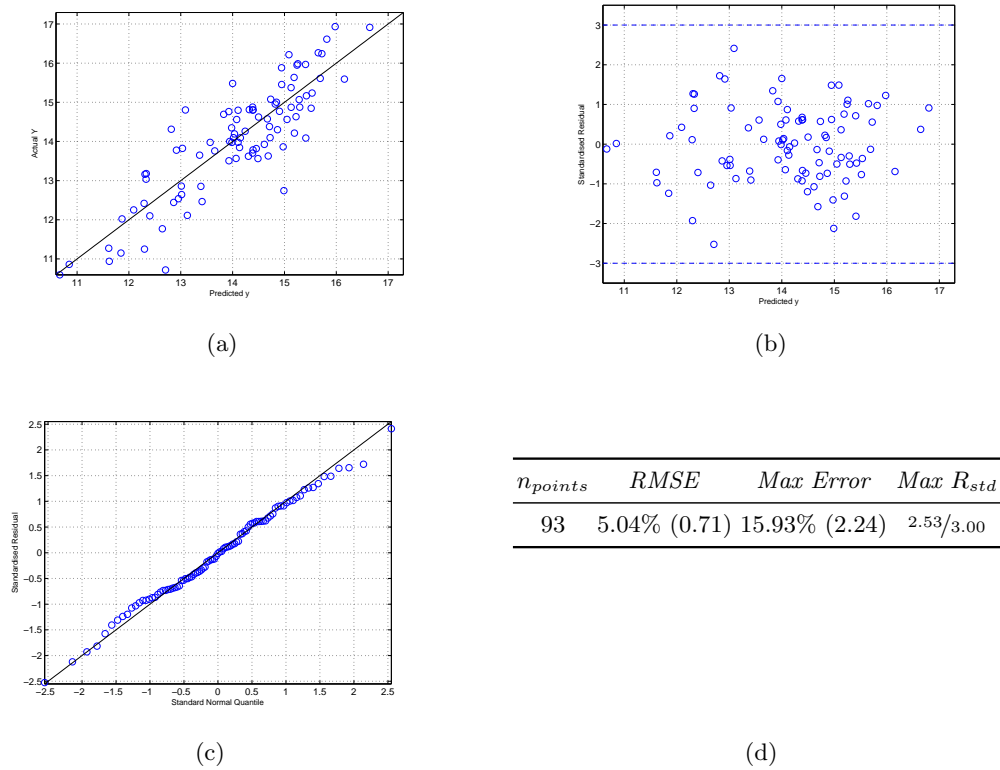 17
16
15
14
13
12
11
11 12 13 14 15 16 17
Predicted y
Actual Y
(a)
3
2
1
0
−1
−2
−3
11 12 13 14 15 16 17
Predicted y
Standardised Residual
(b)
2.5
2
1.5
1
0.5
0
−0.5
−1
−1.5
−2
−2.5
−2.5 −2 −1.5 −1 −0.5 0 0.5 1 1.5 2 2.5
Standard Normal Quantile
Standardised Residual
(c)
n_points RMSE Max Error Max R_std
93 5.04% (0.71) 15.93% (2.24) 2.53/3.00
(d)